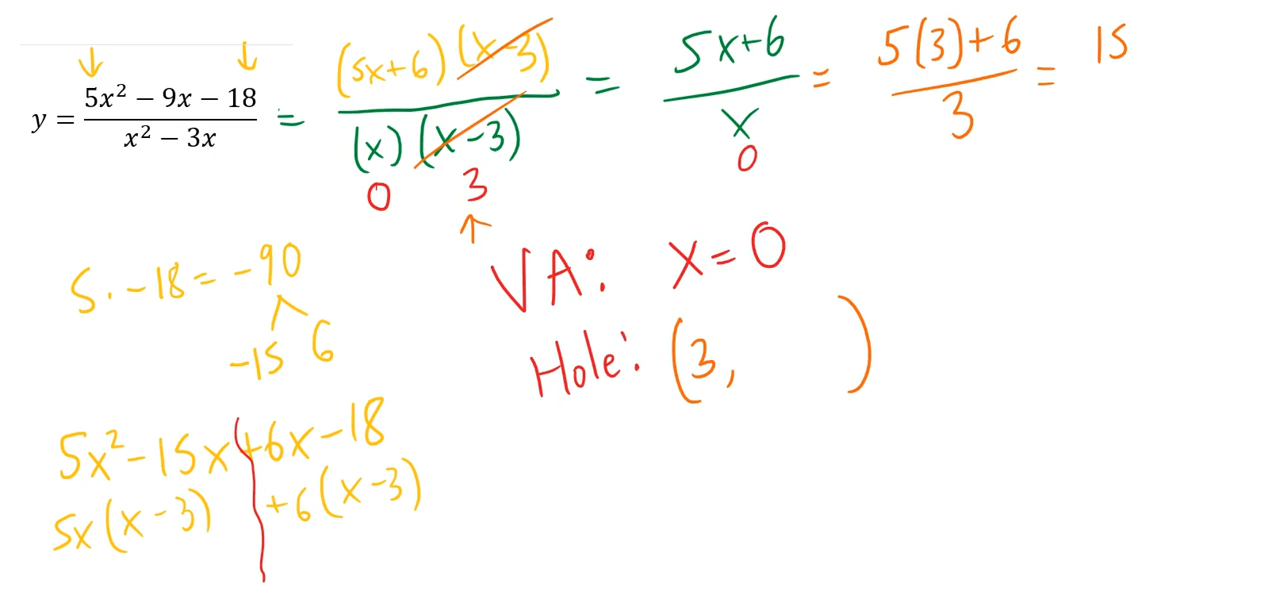 y = (5x² − 9x − 18)/(x² − 3x) = ((5x+6)(x-3))/((x)(x-3)) = (5x+6)/x = (5(3)+6)/3 = 15
0 3 0
5 · -18 = -90
-15 6
VA: x = 0
Hole: (3, )
5x² - 15x + 6x - 18
5x(x-3) +6(x-3)